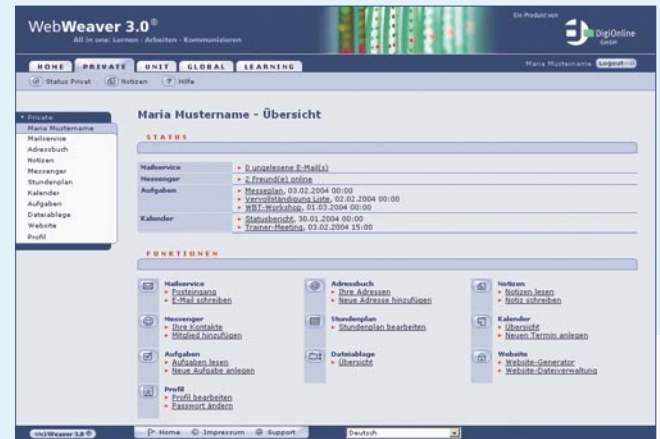 WebWeaver 3.0®
All in one: Lernen - Arbeiten - Kommunizieren
Ein Produkt von
DigiOnline
GmbH
HOME PRIVATE UNIT GLOBAL LEARNING
Maria Mustername Logout
Status Privat Notizen ? Hilfe
Private
Maria Mustername
Mailservice
Adressbuch
Notizen
Messenger
Stundenplan
Kalender
Aufgaben
Dateiablage
Website
Profil
Maria Mustername - Übersicht
STATUS
Mailservice 0 ungelesene E-Mail(s)
Messenger 2 Freund(e) online
Aufgaben Messeplan, 03.02.2004 00:00
Vervollständigung Liste, 02.02.2004 00:00
WBT-Workshop, 01.03.2004 00:00
Kalender Statusbericht, 30.01.2004 00:00
Trainer-Meeting, 03.02.2004 15:00
FUNKTIONEN
Mailservice
Posteingang
E-Mail schreiben
Adressbuch
Ihre Adressen
Neue Adresse hinzufügen
Notizen
Notizen lesen
Notiz schreiben
Messenger
Ihre Kontakte
Mitglied hinzufügen
Stundenplan
Stundenplan bearbeiten
Kalender
Übersicht
Neuen Termin anlegen
Aufgaben
Aufgaben lesen
Neue Aufgabe anlegen
Dateiablage
Übersicht
Website
Website-Generator
Website-Dateiverwaltung
Profil
Profil bearbeiten
Passwort ändern
WebWeaver 3.0 ®
Home © Impressum @ Support
Deutsch